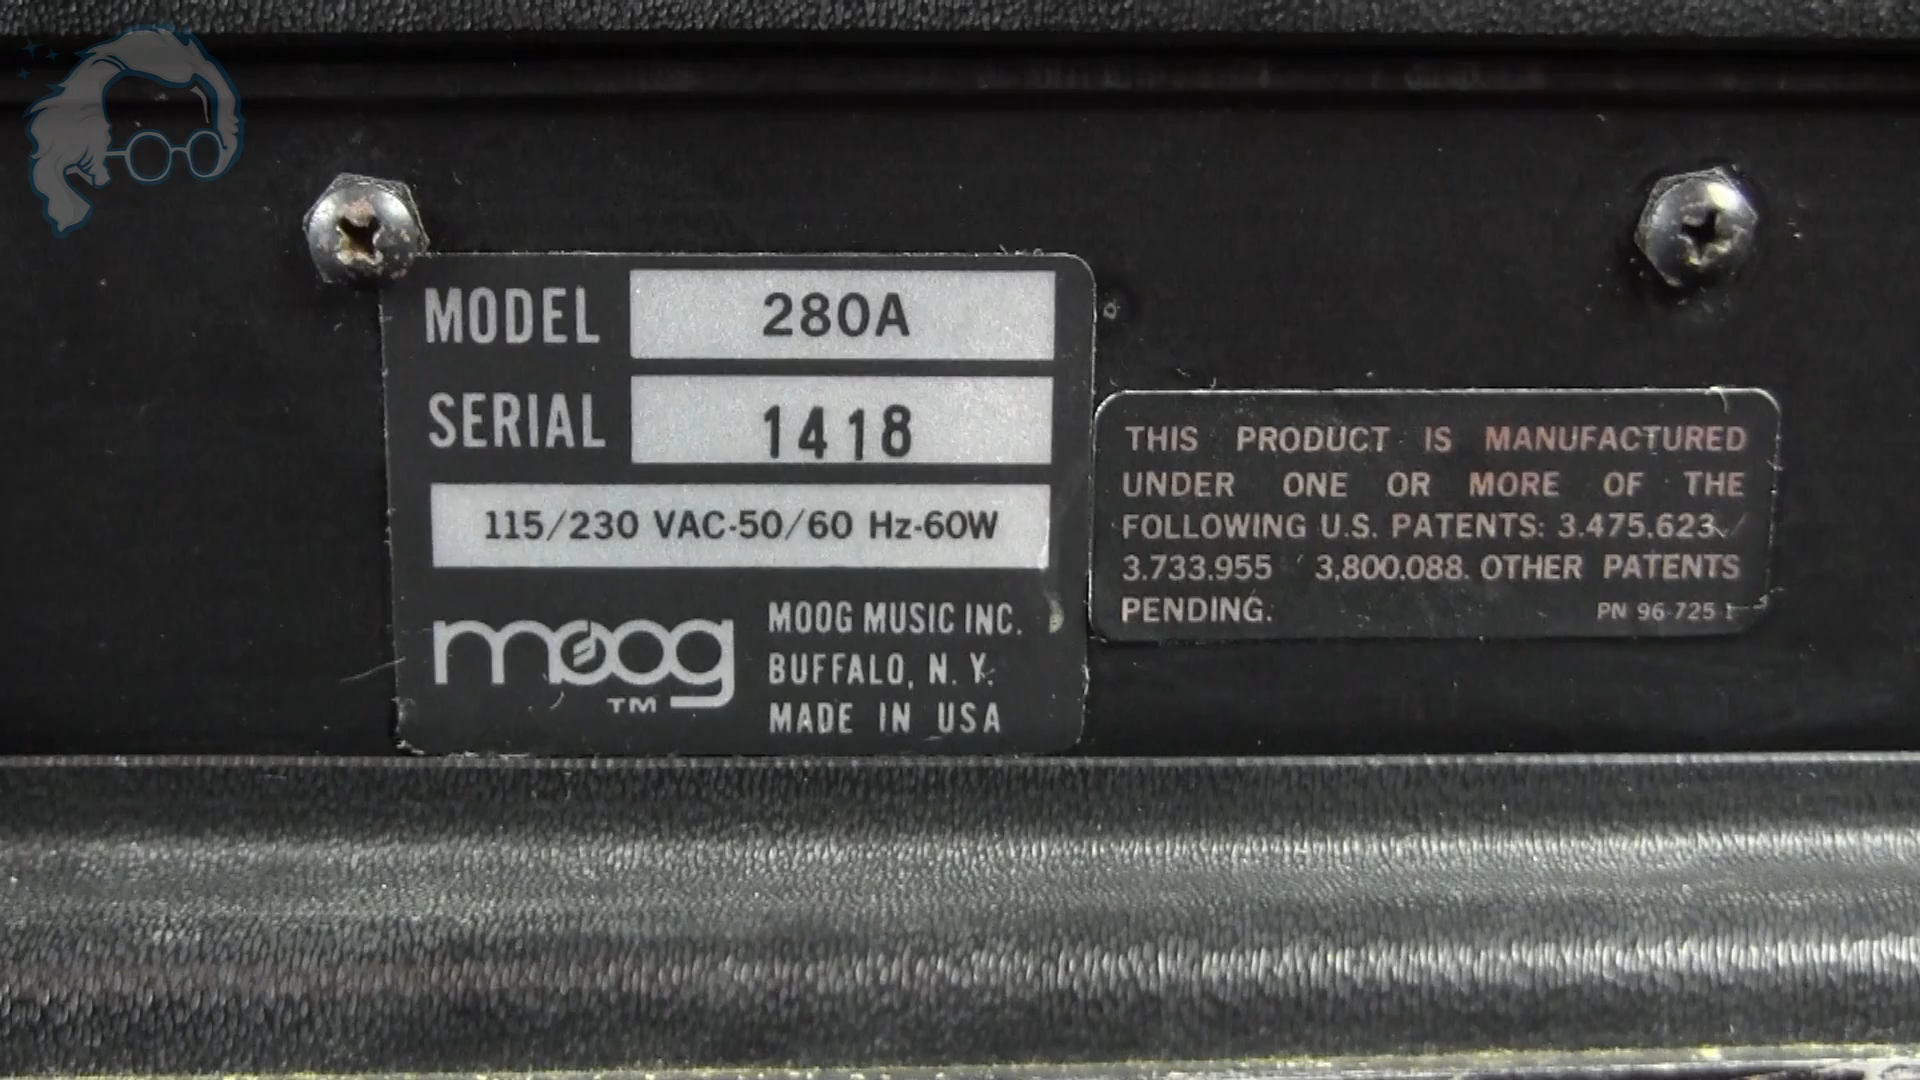 MODEL 280A
SERIAL 1418
115/230 VAC-50/60 Hz-60W
moog
TM
MOOG MUSIC INC.
BUFFALO, N. Y.
MADE IN USA
THIS PRODUCT IS MANUFACTURED
UNDER ONE OR MORE OF THE
FOLLOWING U.S. PATENTS: 3.475.623
3.733.955 3.800.088. OTHER PATENTS
PENDING. PN 96-725 1